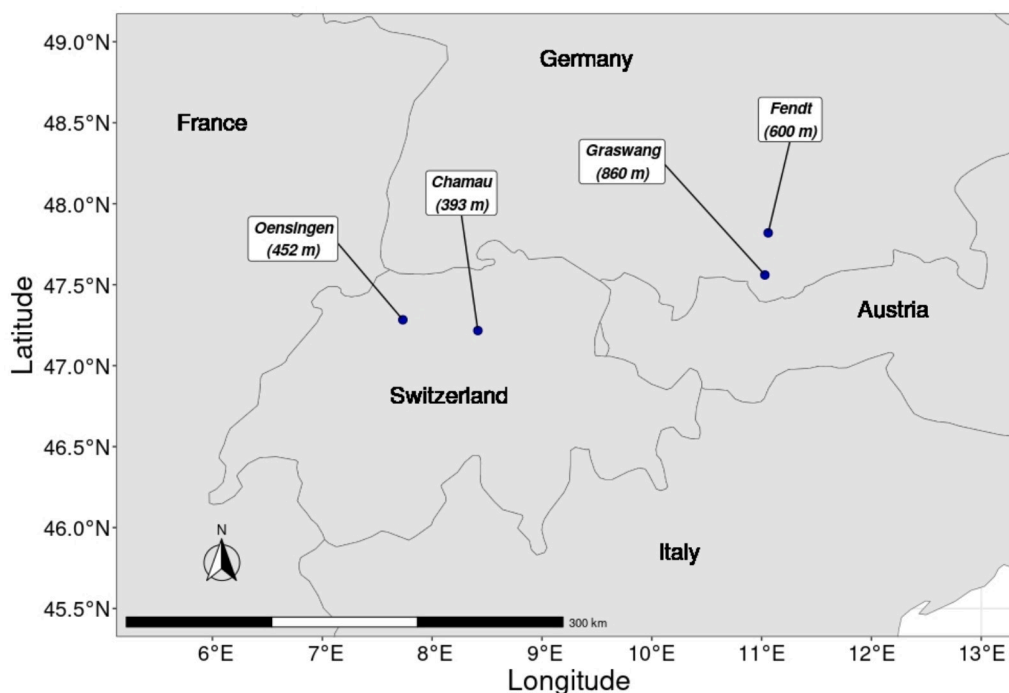 49.0°N
48.5°N
48.0°N
47.5°N
47.0°N
46.5°N
46.0°N
45.5°N
Latitude
Germany
France
Fendt
(600 m)
Graswang
(860 m)
Chamau
(393 m)
Oensingen
(452 m)
Austria
Switzerland
Italy
N
300 km
6°E
7°E
8°E
9°E
10°E
11°E
12°E
13°E
Longitude